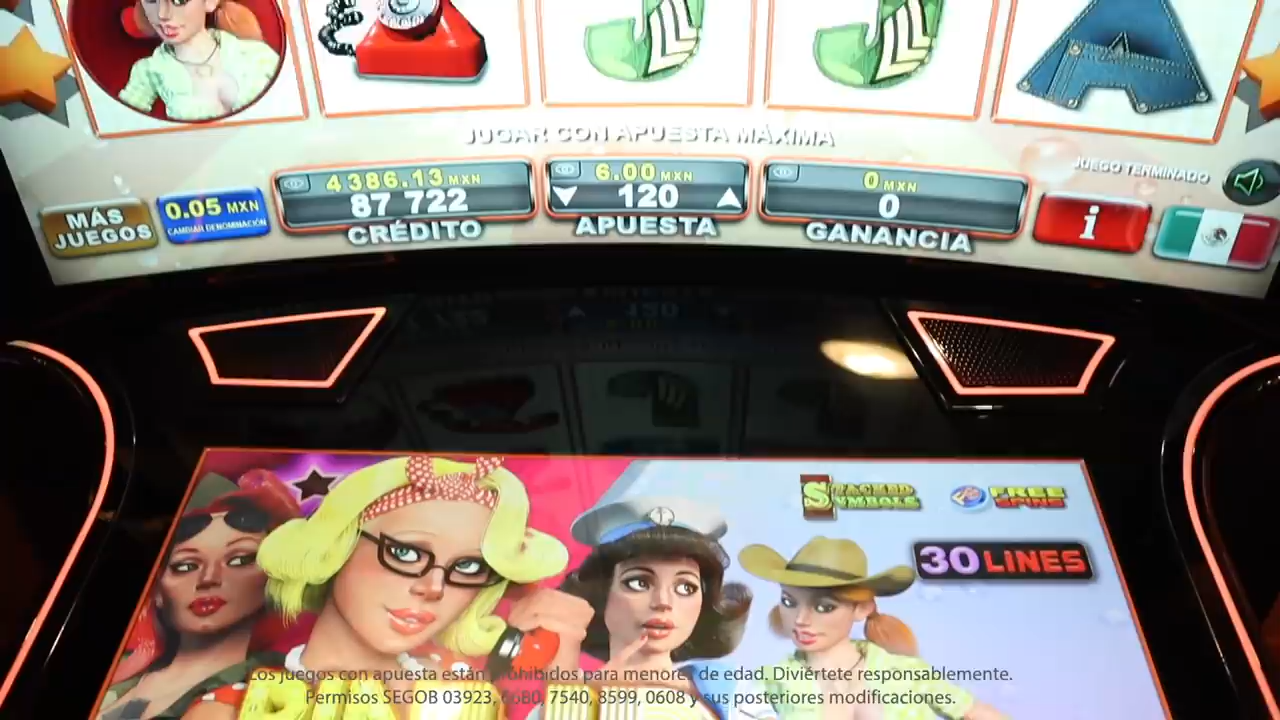 JUGAR CON APUESTA MÁXIMA
JUEGO TERMINADO
MÁS JUEGOS
0.05 MXN
CAMBIAR DENOMINACIÓN
4386.13 MXN
87 722
CRÉDITO
6.00 MXN
120
APUESTA
0 MXN
0
GANANCIA
i
STACKED SYMBOLS
FREE SPINS
30 LINES
Los juegos con apuesta están prohibidos para menores de edad. Diviértete responsablemente.
Permisos SEGOB 03923, 6680, 7540, 8599, 0608 y sus posteriores modificaciones.